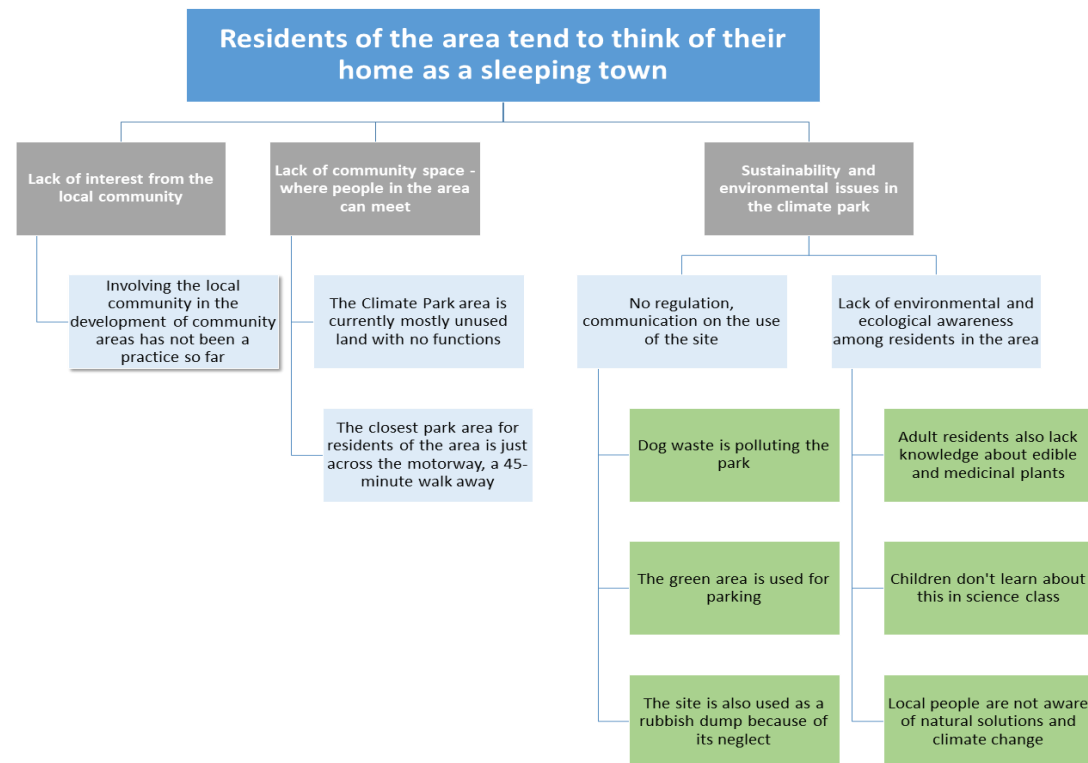 Residents of the area tend to think of their
home as a sleeping town
Lack of interest from the
local community
Lack of community space -
where people in the area
can meet
Sustainability and
environmental issues in
the climate park
Involving the local
community in the
development of community
areas has not been a
practice so far
The Climate Park area is
currently mostly unused
land with no functions
The closest park area for
residents of the area is just
across the motorway, a 45-
minute walk away
No regulation,
communication on the use
of the site
Dog waste is polluting the
park
The green area is used for
parking
The site is also used as a
rubbish dump because of
its neglect
Lack of environmental and
ecological awareness
among residents in the area
Adult residents also lack
knowledge about edible
and medicinal plants
Children don't learn about
this in science class
Local people are not aware
of natural solutions and
climate change